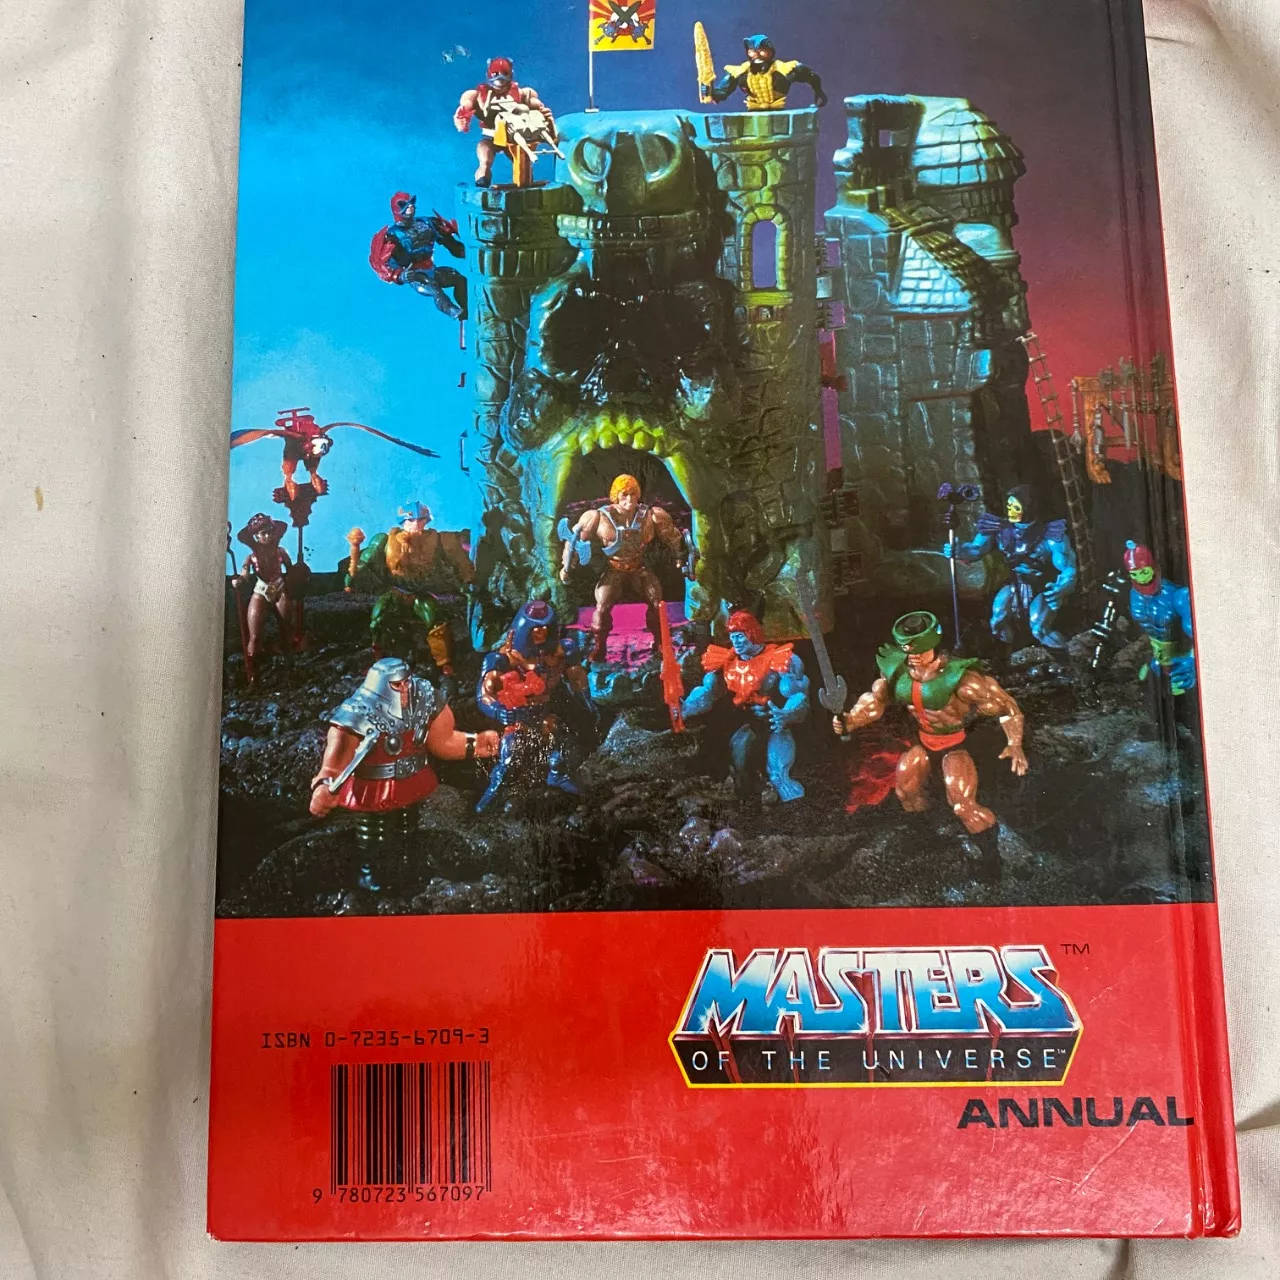 MASTERS™
OF THE UNIVERSE™
ANNUAL
ISBN 0-7235-6709-3
9 780723 567097